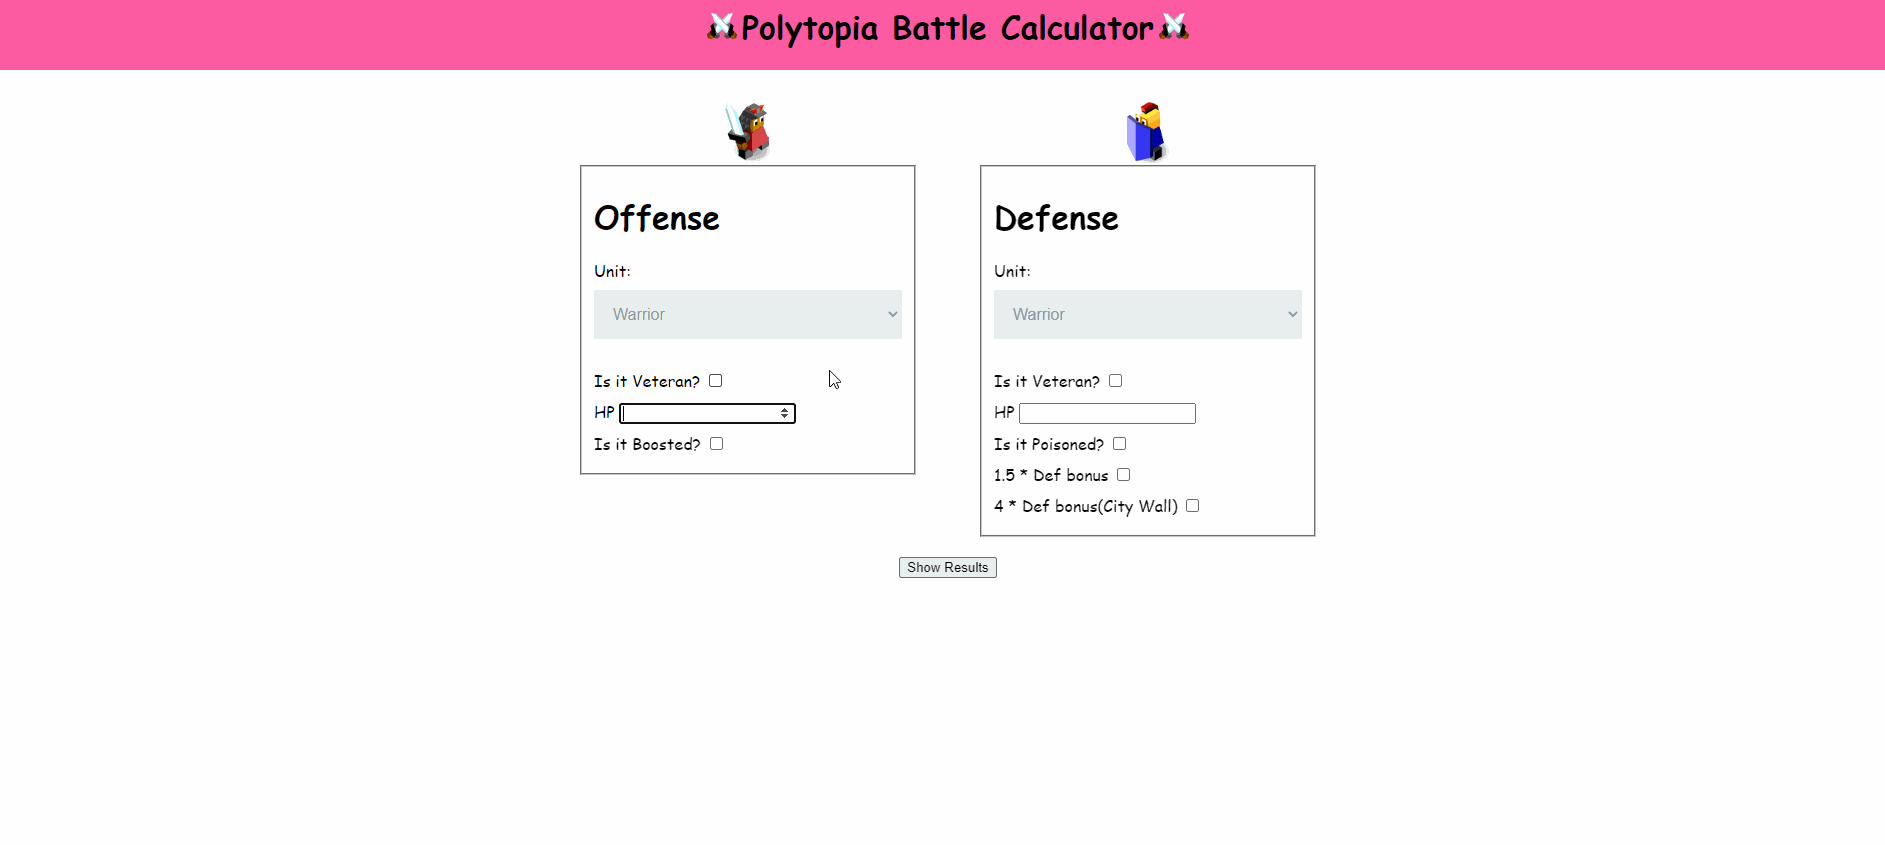 Polytopia Battle Calculator
Offense
Unit:
Warrior
Is it Veteran?
HP
Is it Boosted?
Defense
Unit:
Warrior
Is it Veteran?
HP
Is it Poisoned?
1.5 * Def bonus
4 * Def bonus(City Wall)
Show Results